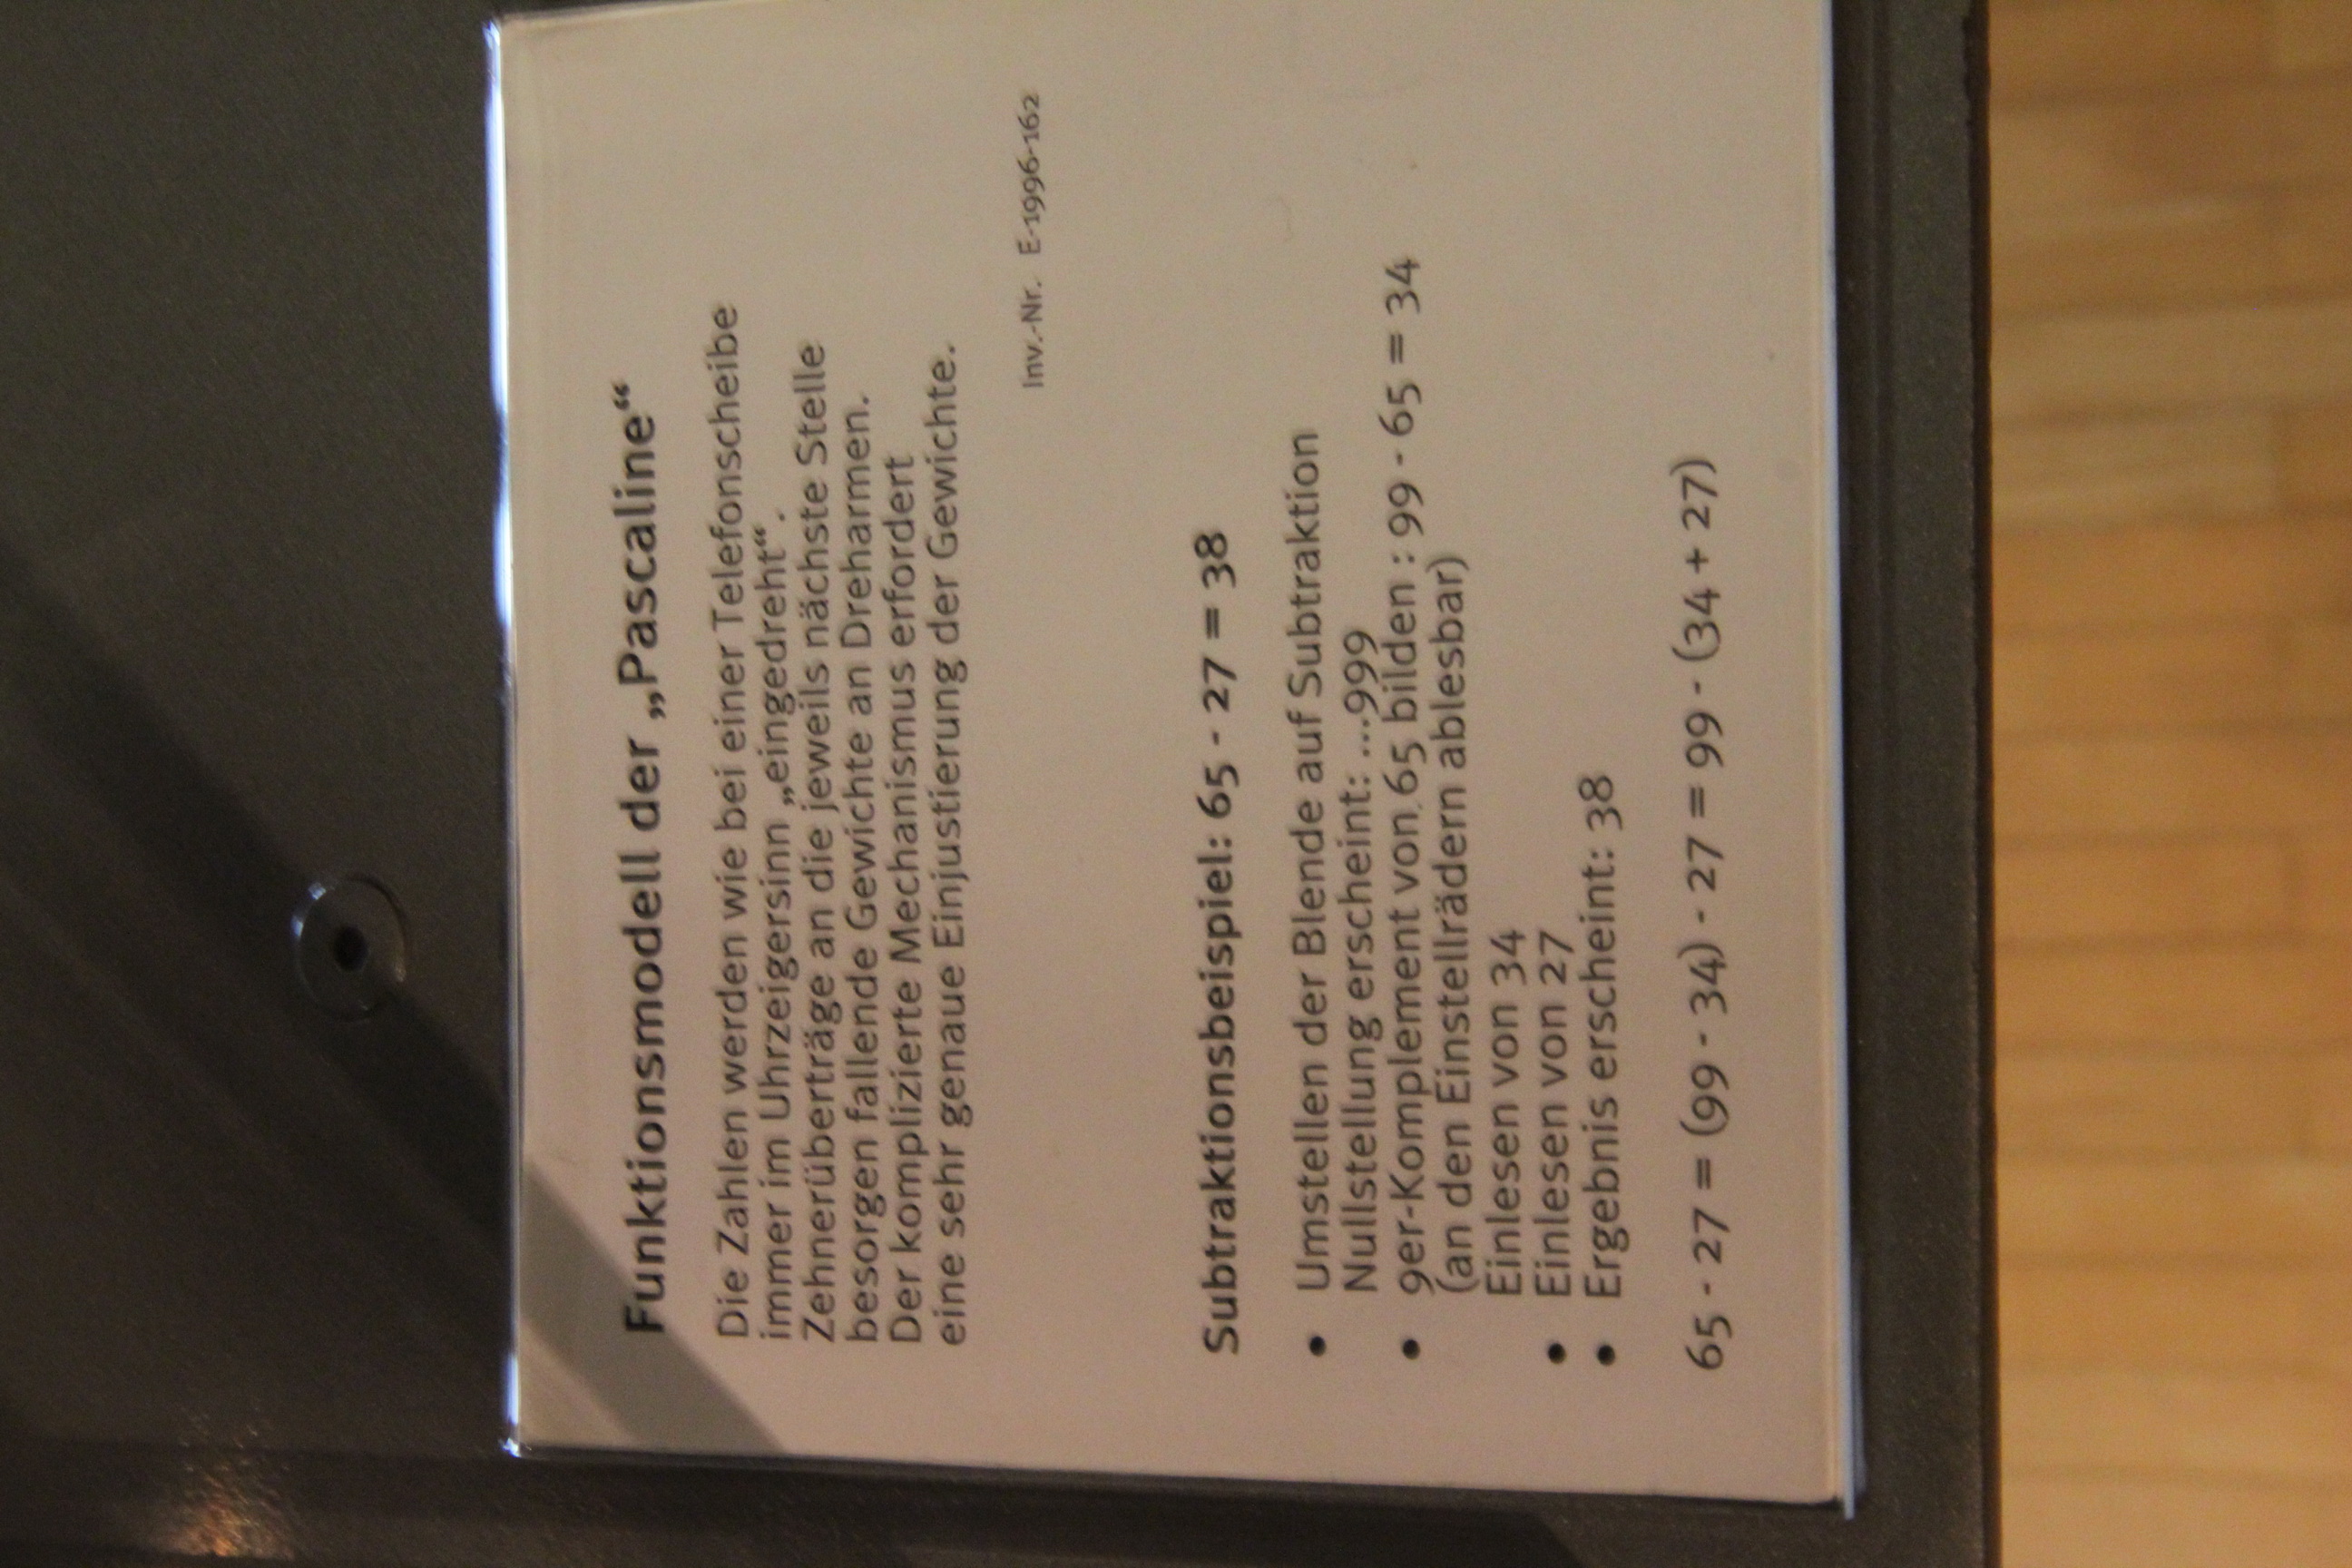 Funktionsmodell der „Pascaline“
Die Zahlen werden wie bei einer Telefonscheibe
immer im Uhrzeigersinn „eingedreht“.
Zehnerüberträge an die jeweils nächste Stelle
besorgen fallende Gewichte an Dreharmen.
Der komplizierte Mechanismus erfordert
eine sehr genaue Einjustierung der Gewichte.
Inv.-Nr. E-1996-162
Subtraktionsbeispiel: 65 - 27 = 38
• Umstellen der Blende auf Subtraktion
Nullstellung erscheint: ...999
• 9er-Komplement von 65 bilden : 99 - 65 = 34
(an den Einstellrädern ablesbar)
Einlesen von 34
• Einlesen von 27
• Ergebnis erscheint: 38
65 - 27 = (99 - 34) - 27 = 99 - (34 + 27)